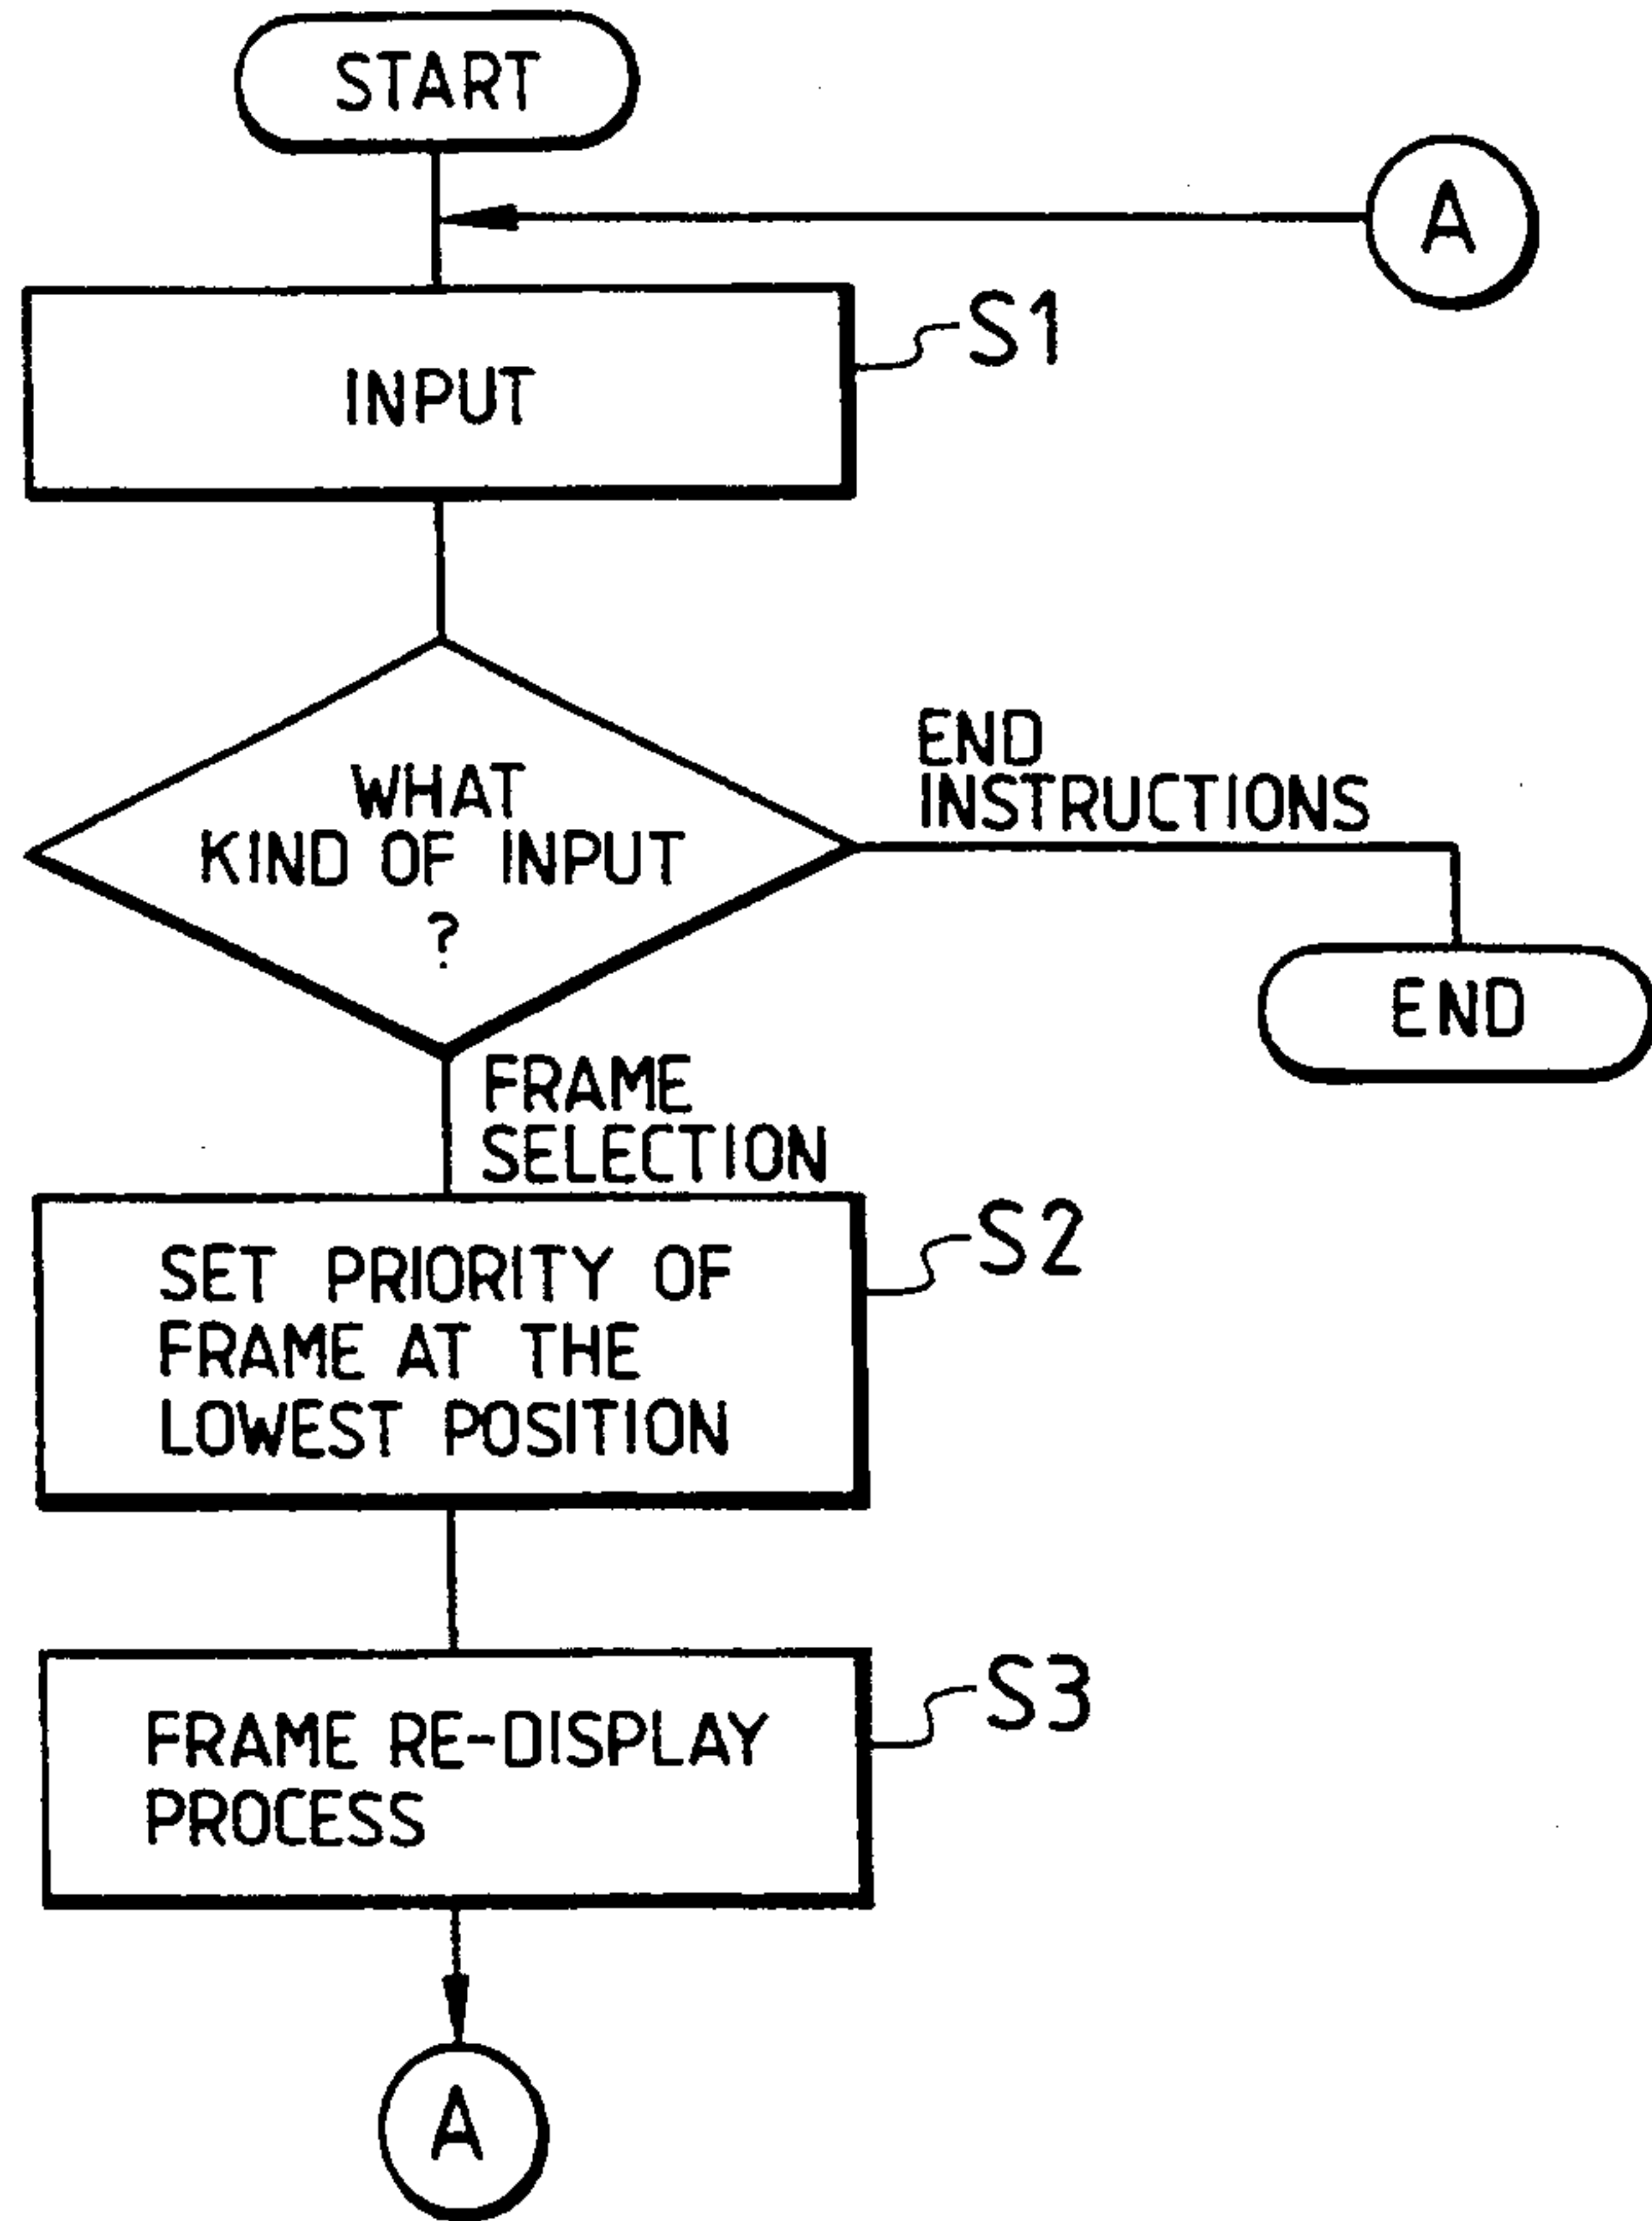 START
A
INPUT
S1
WHAT
KIND OF INPUT
?
END
INSTRUCTIONS
END
FRAME
SELECTION
SET PRIORITY OF
FRAME AT THE
LOWEST POSITION
S2
FRAME RE-DISPLAY
PROCESS
S3
A